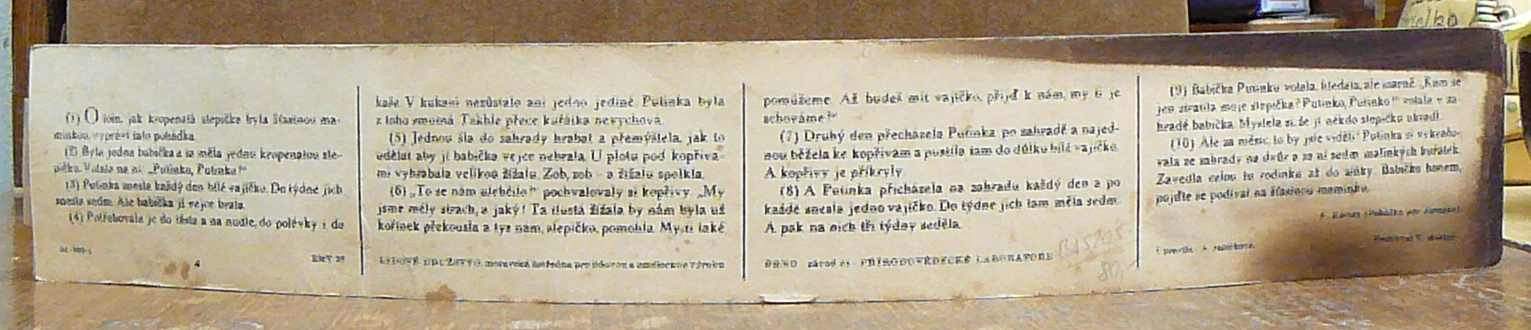 (1) O tom, jak kropenatá slepička byla šťastnou ma-
minkou, vypráví tato pohádka.
(2) Byla jedna babička a ta měla jednu kropenatou sle-
pičku. Volala na ni: „Putinko, Putinko!"
(3) Putinka snesla každý den bílé vajíčko. Do týdne jich
snesla sedm. Ale babička jí vejce brala.
(4) Potřebovala je do těsta a na nudle, do polévky i do
4
kaše. V kukani nezůstalo ani jedno jediné. Putinka byla
z toho smutná. Takhle přece kuřátka nevychová.
(5) Jednou šla do zahrady hrabat a přemýšlela, jak to
udělat, aby jí babička vejce nebrala. U plotu pod kopřiva-
mi vyhrabala velikou žížalu. Zob, zob - a žížalu spolkla.
(6) „To se nám ulehčilo!" pochvalovaly si kopřivy. „My
jsme měly strach, a jaký! Ta tlustá žížala by nám byla už
kořínek překousla a tys nám, slepičko, pomohla. My ti také
LIDOVÉ DRUŽSTVO, moravská ústředna pro lidovou a uměleckou výrobu
pomůžeme. Až budeš mít vajíčko, přijď k nám, my ti je
schováme!"
(7) Druhý den přecházela Putinka po zahradě a najed-
nou běžela ke kopřivám a pustila tam do důlku bílé vajíčko.
A kopřivy je přikryly.
(8) A Putinka přicházela na zahradu každý den a po
každé snesla jedno vajíčko. Do týdne jich tam měla sedm.
A pak na nich tři týdny seděla.
BRNO závod 01 PŘÍRODOVĚDECKÉ LABORATOŘE
(9) Babička Putinku volala, hledala, ale marně. „Kam se
jen ztratila moje slepička? Putinko, Putinko!" volala v za-
hradě babička. Myslela si, že jí někdo slepičku ukradl.
(10) Ale za měsíc, to by jste viděli! Putinka si vykračo-
vala ze zahrady na dvůr a za ní sedm malinkých kuřátek.
Zavedla celou tu rodinku až do síňky. Babičko honem,
pojďte se podívat na šťastnou maminku.